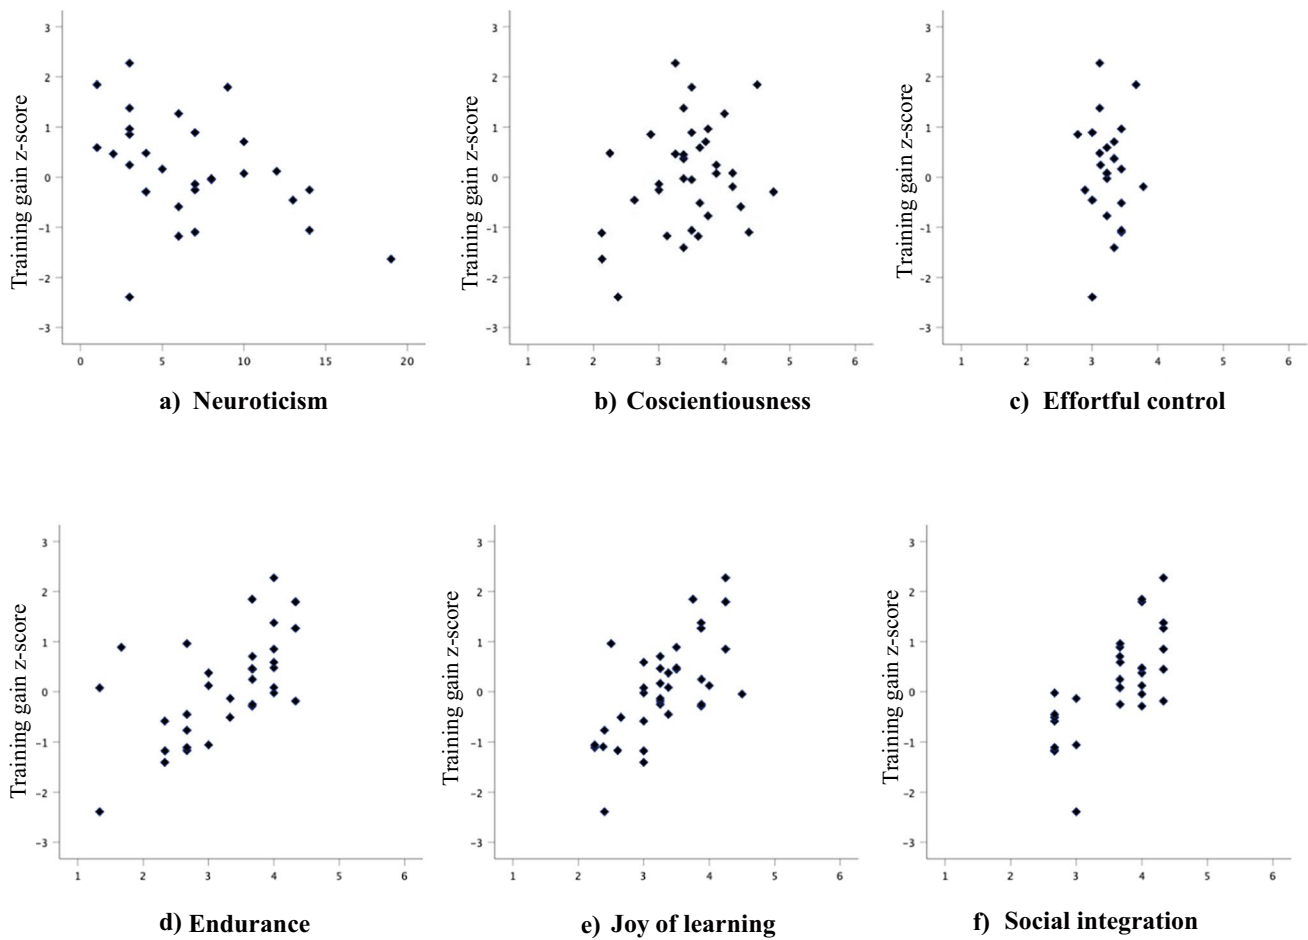 Training gain z-score
3
2
1
0
-1
-2
-3
0 5 10 15 20
a) Neuroticism
Training gain z-score
3
2
1
0
-1
-2
-3
1 2 3 4 5 6
b) Coscientiousness
Training gain z-score
3
2
1
0
-1
-2
-3
1 2 3 4 5 6
c) Effortful control
Training gain z-score
3
2
1
0
-1
-2
-3
1 2 3 4 5 6
d) Endurance
Training gain z-score
3
2
1
0
-1
-2
-3
1 2 3 4 5 6
e) Joy of learning
Training gain z-score
3
2
1
0
-1
-2
-3
1 2 3 4 5 6
f) Social integration